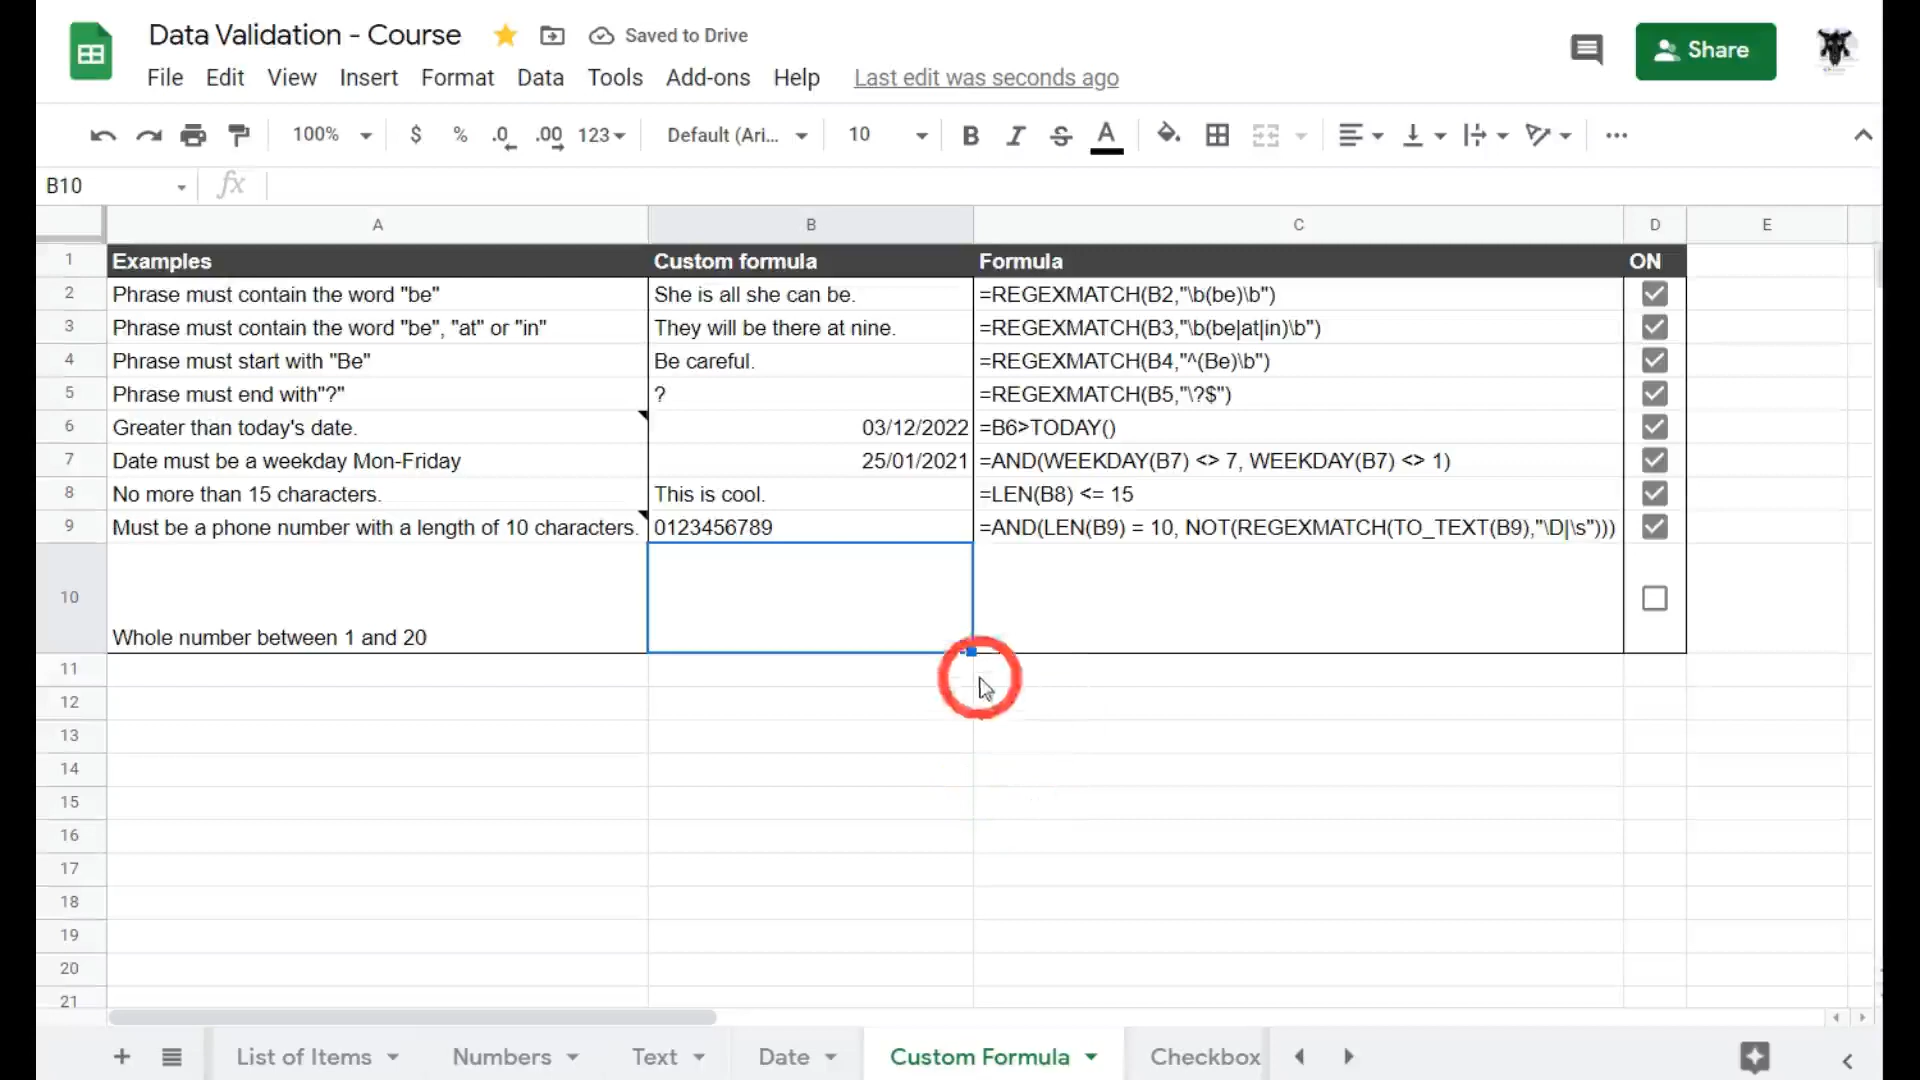 Data Validation - Course Saved to Drive
Share
File Edit View Insert Format Data Tools Add-ons Help Last edit was seconds ago
100% $ % .0 .00 123 Default (Ari... 10 B I S A
B10 fx
A B C D E
1 Examples Custom formula Formula ON
2 Phrase must contain the word "be" She is all she can be. =REGEXMATCH(B2,"\b(be)\b")
3 Phrase must contain the word "be", "at" or "in" They will be there at nine. =REGEXMATCH(B3,"\b(be|at|in)\b")
4 Phrase must start with "Be" Be careful. =REGEXMATCH(B4,"^(Be)\b")
5 Phrase must end with"?" ? =REGEXMATCH(B5,"\?$")
6 Greater than today's date. 03/12/2022 =B6>TODAY()
7 Date must be a weekday Mon-Friday 25/01/2021 =AND(WEEKDAY(B7) <> 7, WEEKDAY(B7) <> 1)
8 No more than 15 characters. This is cool. =LEN(B8) <= 15
9 Must be a phone number with a length of 10 characters. 0123456789 =AND(LEN(B9) = 10, NOT(REGEXMATCH(TO_TEXT(B9),"\D|\s")))
10 Whole number between 1 and 20
11
12
13
14
15
16
17
18
19
20
21
List of Items Numbers Text Date Custom Formula Checkbox